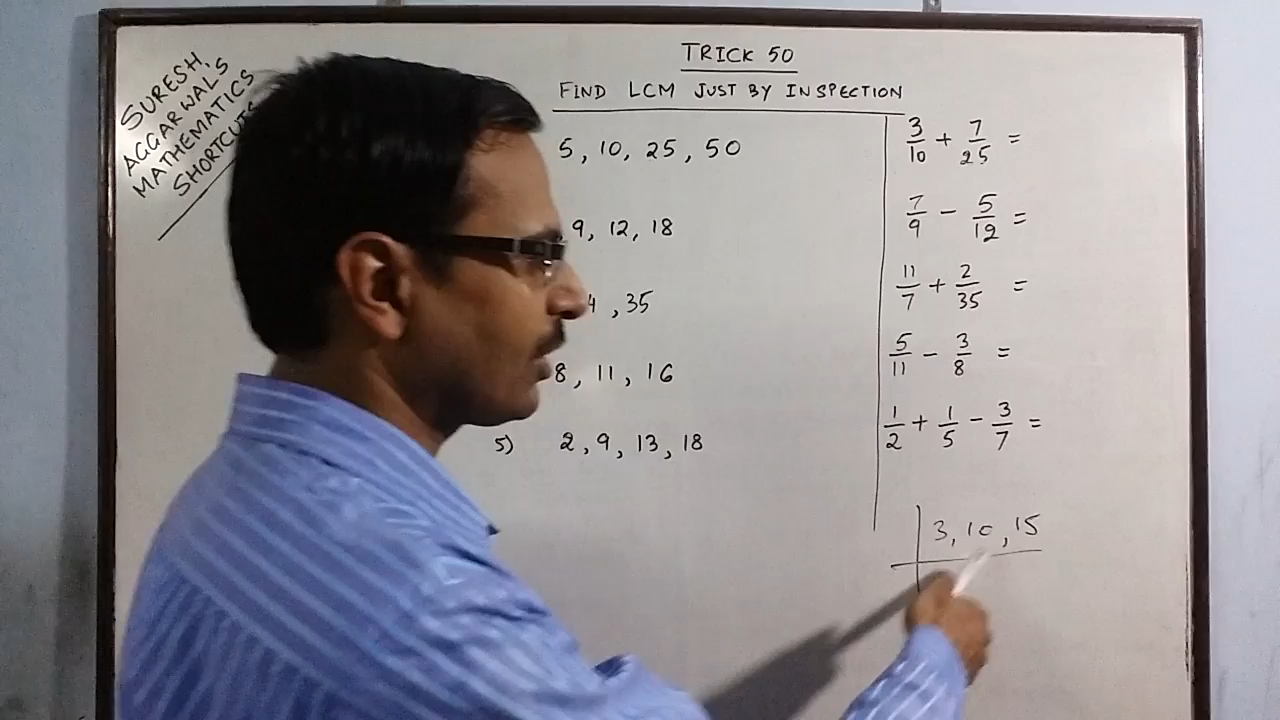 SURESH,
AGGARWALS
MATHEMATICS
SHORTCUTS
TRICK 50
FIND LCM JUST BY INSPECTION
5, 10, 25, 50
9, 12, 18
4, 35
8, 11, 16
5) 2, 9, 13, 18
3/10 + 7/25 =
7/9 - 5/12 =
11/7 + 2/35 =
5/11 - 3/8 =
1/2 + 1/5 - 3/7 =
3, 10, 15